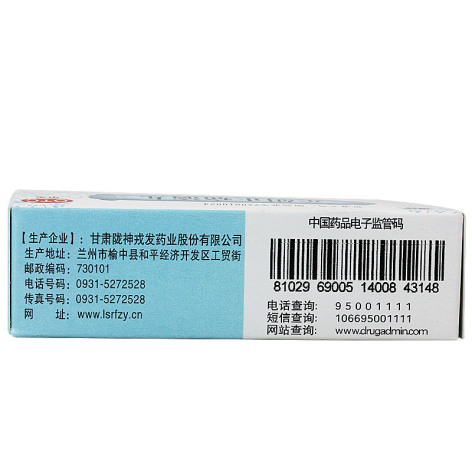 【生产企业】：甘肃陇神戎发药业股份有限公司
生产地址：兰州市榆中县和平经济开发区工贸街
邮政编码：730101
电话号码：0931-5272528
传真号码：0931-5272528
网　　址：www.lsrfzy.cn
中国药品电子监管码
81029 69005 14008 43148
电话查询：95001111
短信查询：106695001111
网站查询：www.drugadmin.com